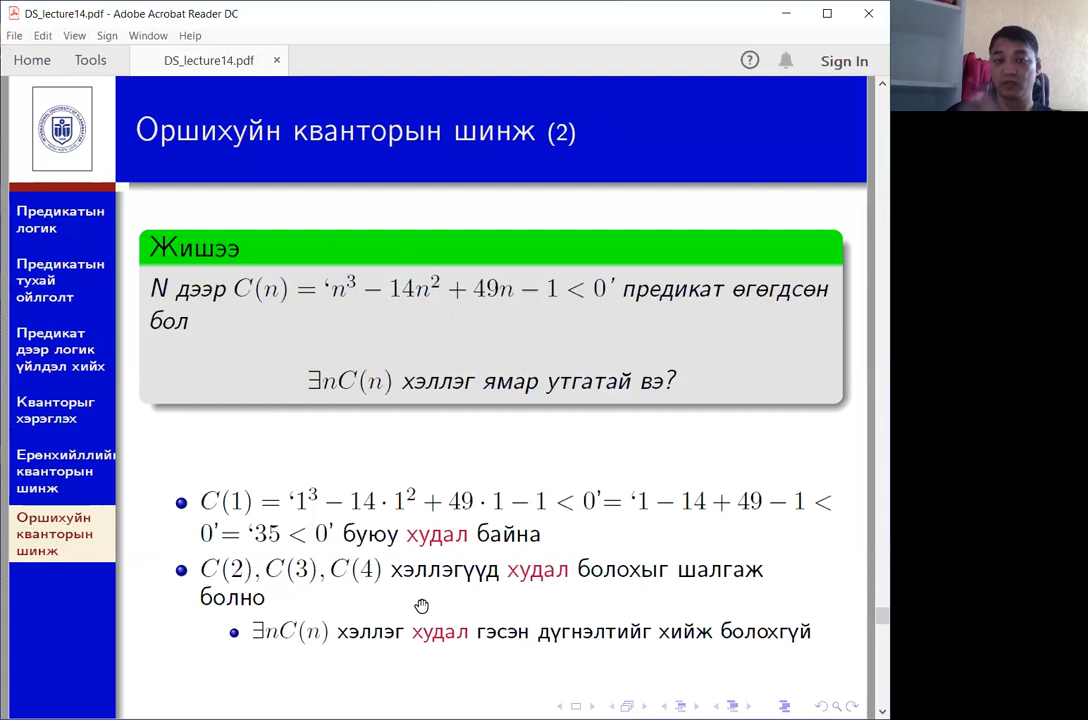 DS_lecture14.pdf - Adobe Acrobat Reader DC
File Edit View Sign Window Help
Home Tools DS_lecture14.pdf × Sign In
Оршихуйн кванторын шинж (2)
Предикатын
логик
Предикатын
тухай
ойлголт
Предикат
дээр логик
үйлдэл хийх
Кванторыг
хэрэглэх
Ерөнхийллийн
кванторын
шинж
Оршихуйн
кванторын
шинж
Жишээ
N дээр C(n) = ‘n³ − 14n² + 49n − 1 < 0’ предикат өгөгдсөн
бол
∃nC(n) хэллэг ямар утгатай вэ?
C(1) = ‘1³ − 14 · 1² + 49 · 1 − 1 < 0’= ‘1 − 14 + 49 − 1 <
0’= ‘35 < 0’ буюу худал байна
C(2), C(3), C(4) хэллэгүүд худал болохыг шалгаж
болно
∃nC(n) хэллэг худал гэсэн дүгнэлтийг хийж болохгүй